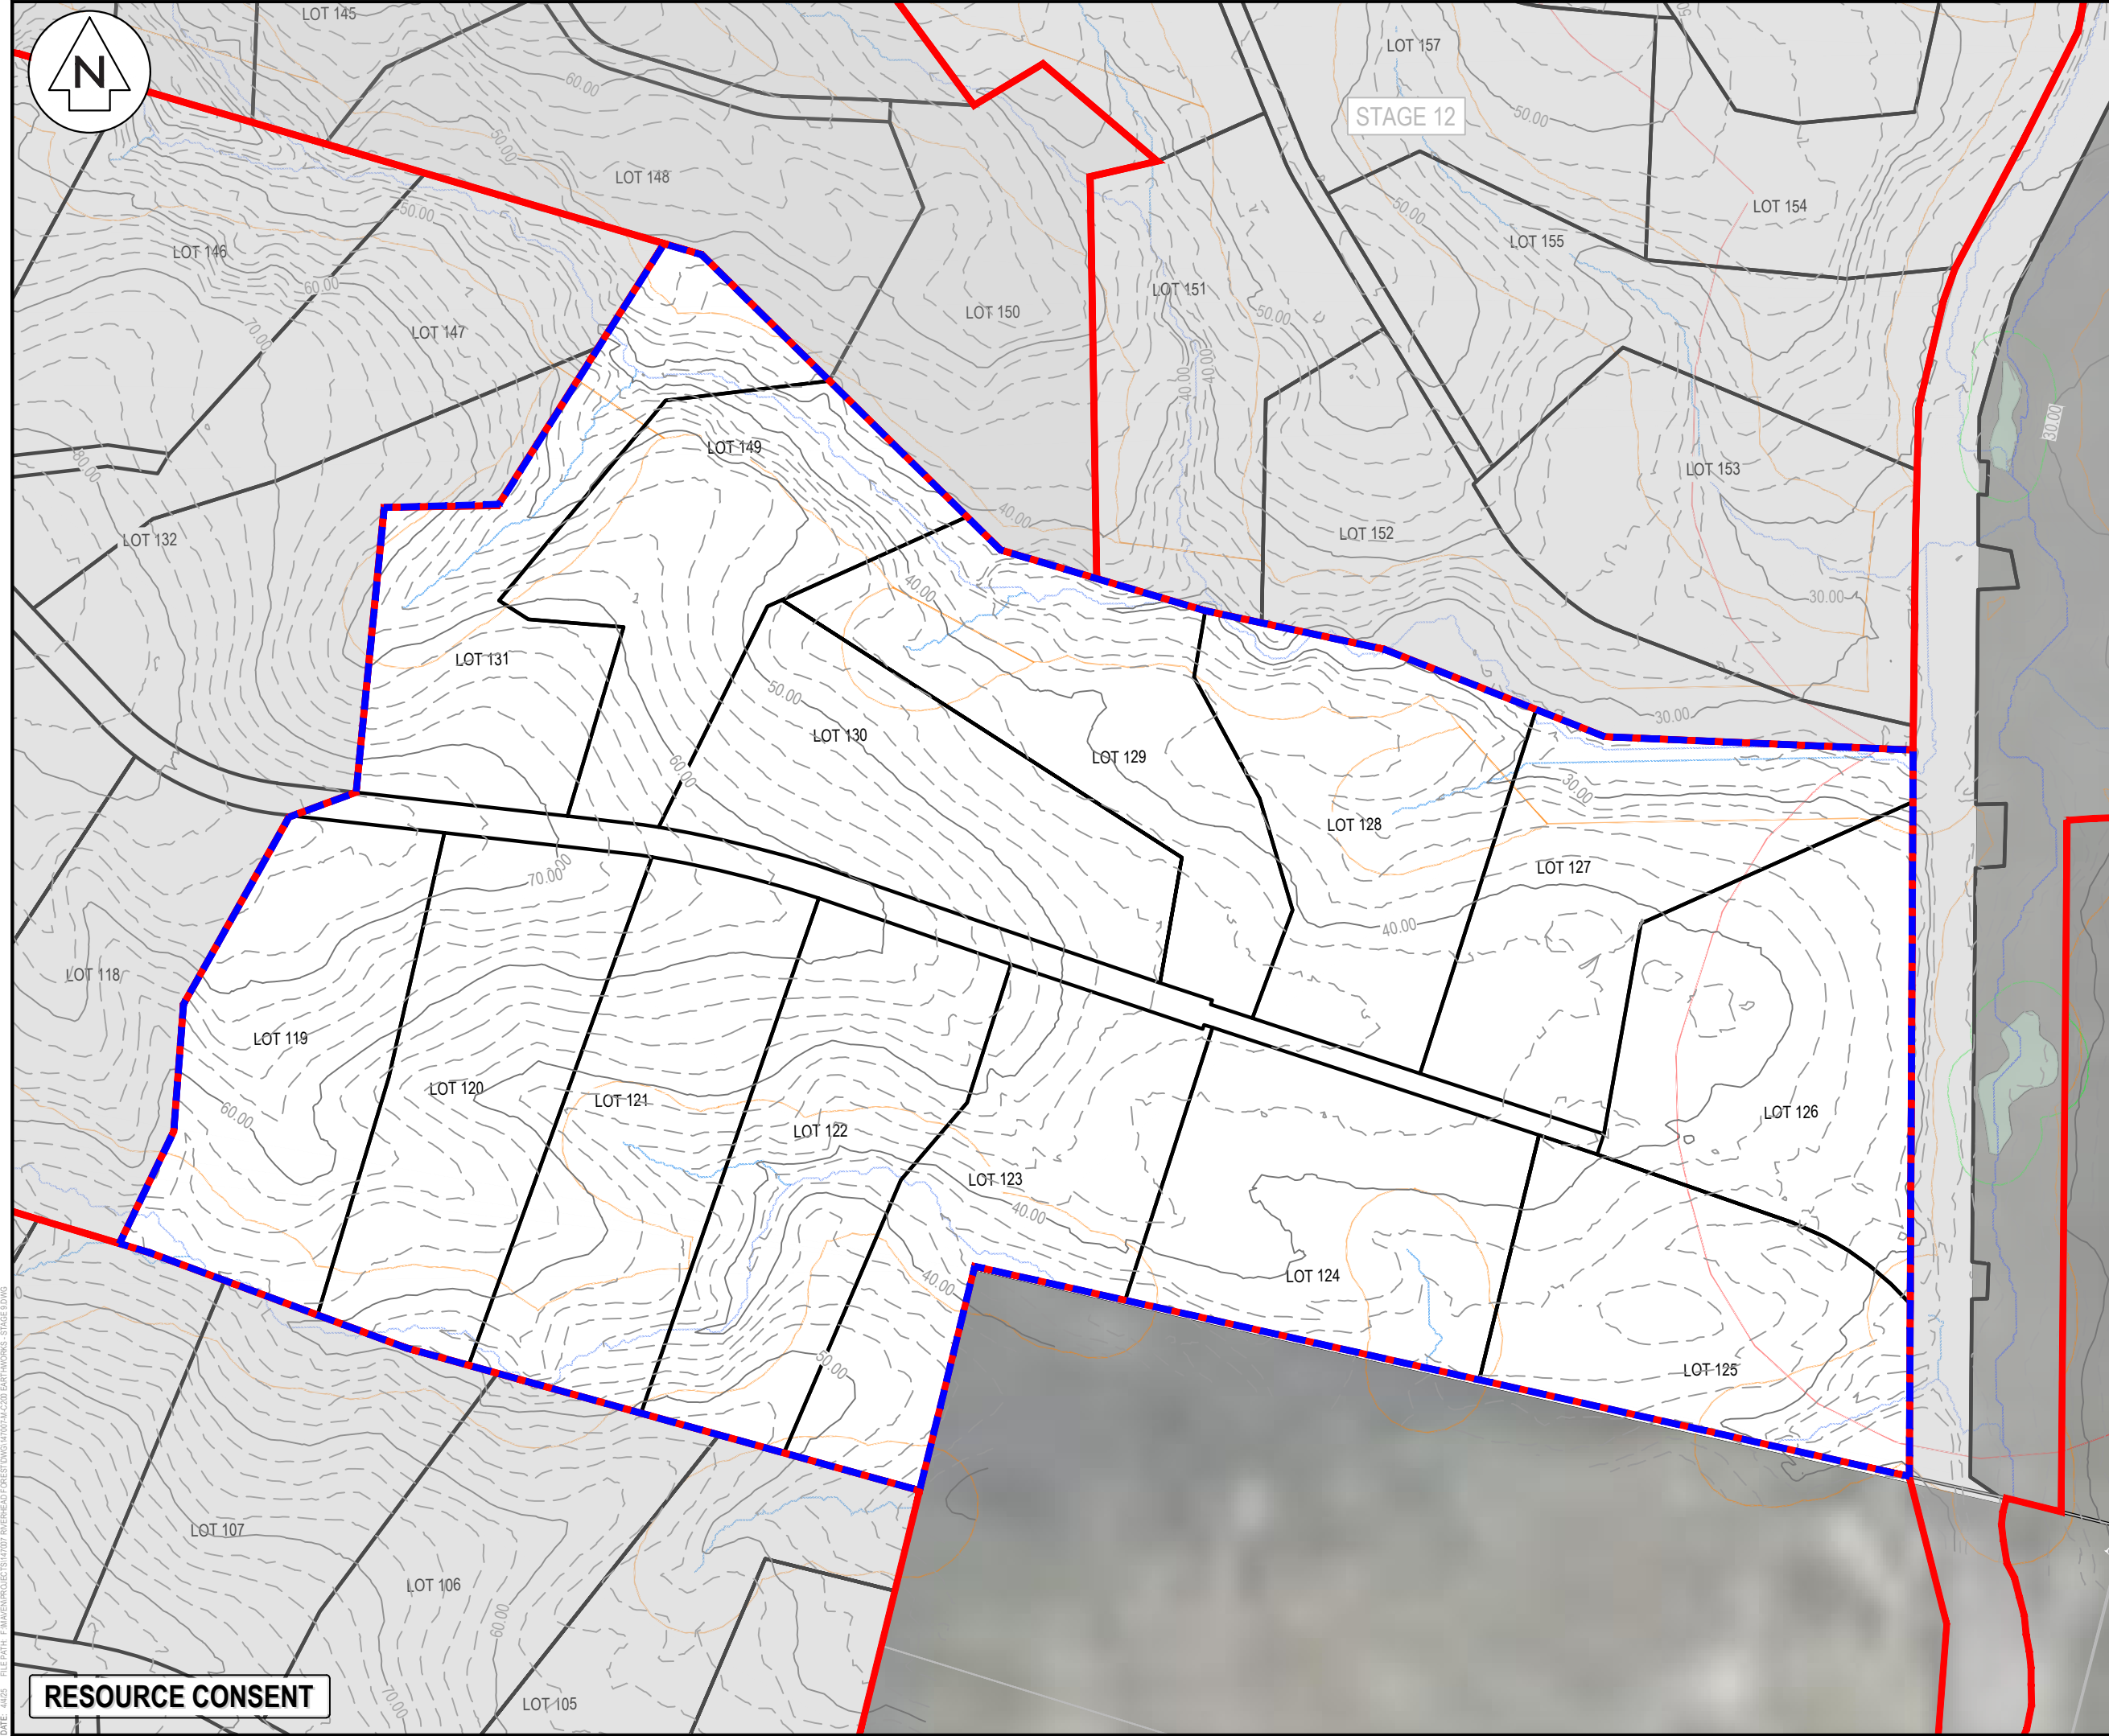 LOT 145
LOT 157
N
60.00
50.00
STAGE 12
50.00
50.00
LOT 148
50.00
LOT 154
50.00
LOT 146
LOT 155
60.00
LOT 151
LOT 150
50.00
70.00
LOT 147
40.00
40.00
30.00
LOT 149
80.00
LOT 153
40.00
LOT 132
LOT 152
40.00
30.00
LOT 131
50.00
30.00
LOT 130
LOT 129
60.00
30.00
LOT 128
70.00
LOT 127
40.00
LOT 118
LOT 119
LOT 120
LOT 121
60.00
LOT 126
LOT 122
LOT 123
40.00
40.00
LOT 124
50.00
LOT 125
LOT 107
LOT 106
60.00
70.00
LOT 105
RESOURCE CONSENT